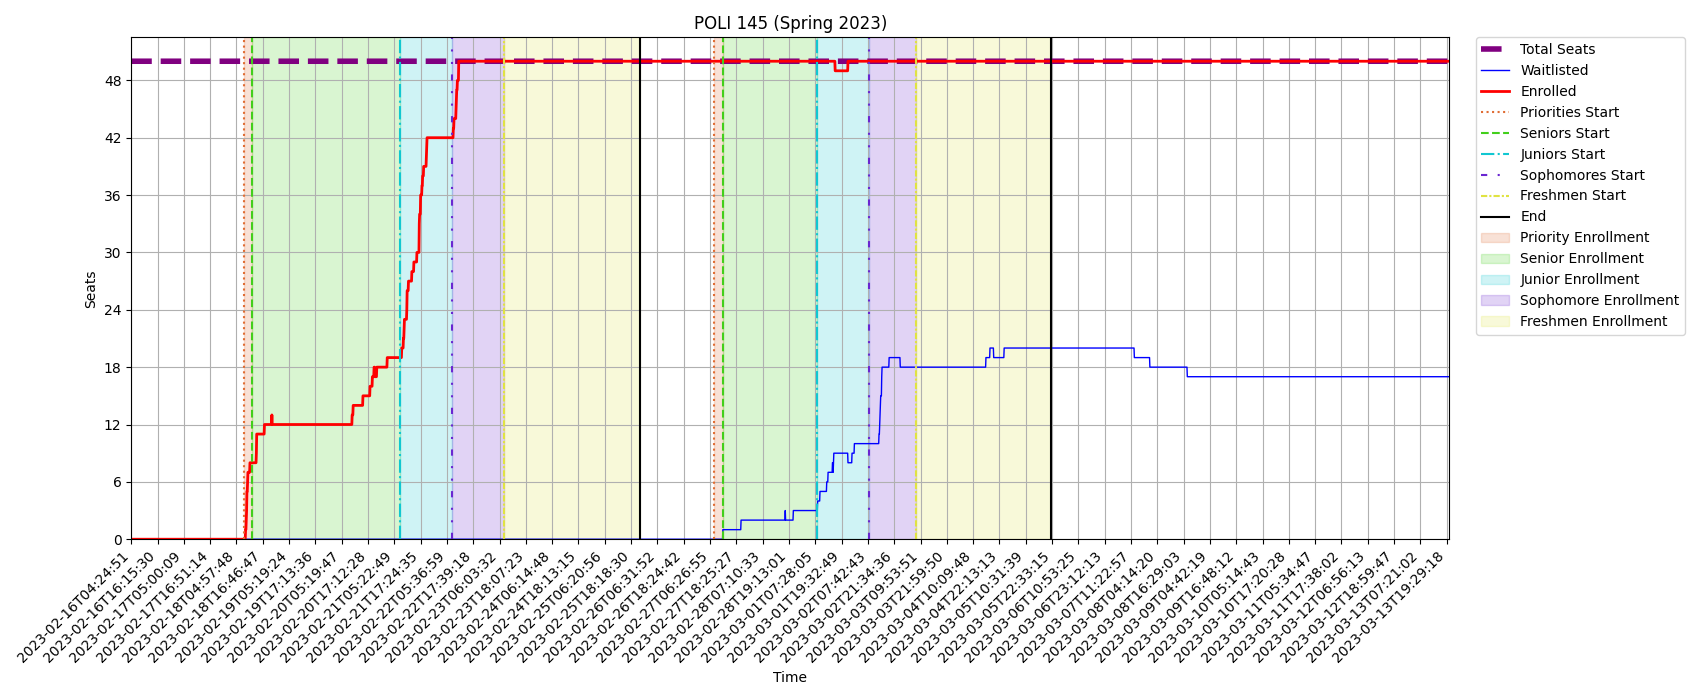 POLI 145 (Spring 2023)
Seats
48
42
36
30
24
18
12
6
0
2023-02-16T04:24:51
2023-02-16T16:15:30
2023-02-17T05:00:09
2023-02-17T16:51:14
2023-02-18T04:57:48
2023-02-18T16:46:47
2023-02-19T05:19:24
2023-02-19T17:13:36
2023-02-20T05:19:47
2023-02-20T17:12:28
2023-02-21T05:22:49
2023-02-21T17:24:35
2023-02-22T05:36:59
2023-02-22T17:39:18
2023-02-23T06:03:32
2023-02-23T18:07:23
2023-02-24T06:14:48
2023-02-24T18:13:15
2023-02-25T06:20:56
2023-02-25T18:18:30
2023-02-26T06:31:52
2023-02-26T18:24:42
2023-02-27T06:26:55
2023-02-27T18:25:27
2023-02-28T07:10:33
2023-02-28T19:13:01
2023-03-01T07:28:05
2023-03-01T19:32:49
2023-03-02T07:42:43
2023-03-02T21:34:36
2023-03-03T09:53:51
2023-03-03T21:59:50
2023-03-04T10:09:48
2023-03-04T22:13:13
2023-03-05T10:31:39
2023-03-05T22:33:15
2023-03-06T10:53:25
2023-03-06T23:12:13
2023-03-07T11:22:57
2023-03-08T04:14:20
2023-03-08T16:29:03
2023-03-09T04:42:19
2023-03-09T16:48:12
2023-03-10T05:14:43
2023-03-10T17:20:28
2023-03-11T05:34:47
2023-03-11T17:38:02
2023-03-12T06:56:13
2023-03-12T18:59:47
2023-03-13T07:21:02
2023-03-13T19:29:18
Time
Total Seats
Waitlisted
Enrolled
Priorities Start
Seniors Start
Juniors Start
Sophomores Start
Freshmen Start
End
Priority Enrollment
Senior Enrollment
Junior Enrollment
Sophomore Enrollment
Freshmen Enrollment